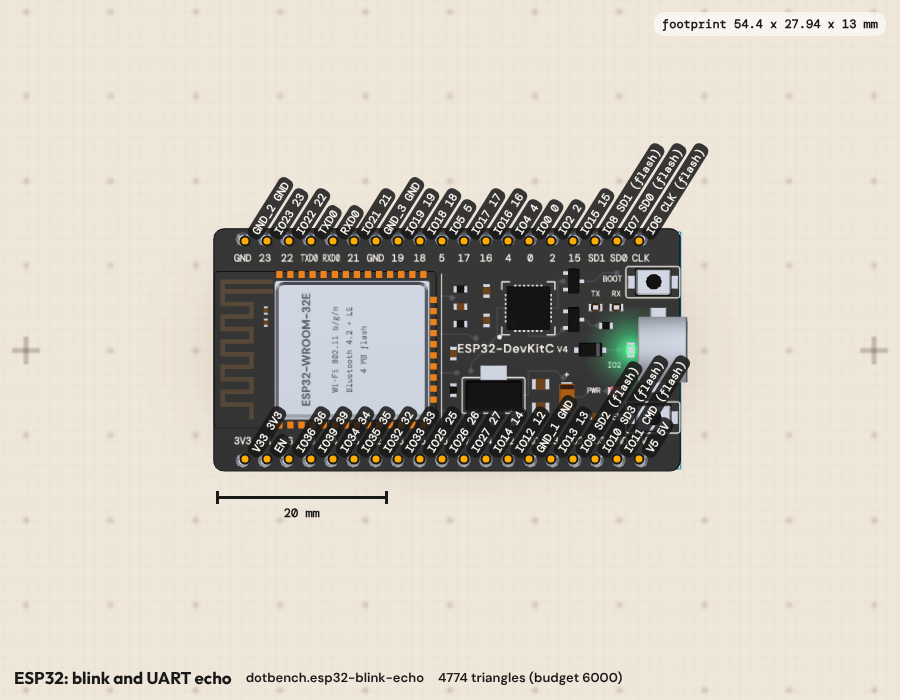 footprint 54.4 x 27.94 x 13 mm
GND_2 GND
IO23 23
IO22 22
TXD0
RXD0
IO21 21
GND_3 GND
IO19 19
IO18 18
IO5 5
IO17 17
IO16 16
IO4 4
IO0 0
IO2 2
IO15 15
IO8 SD1 (flash)
IO7 SD0 (flash)
IO6 CLK (flash)
GND 23 22 TXD0 RXD0 21 GND 19 18 5 17 16 4 0 2 15 SD1 SD0 CLK
BOOT
TX RX
ESP32-WROOM-32E
Wi-Fi 802.11 b/g/n
Bluetooth 4.2 + LE
4 MB flash
ESP32-DevKitC V4
IO2
PWR
+
3V3
V33 3V3
EN
IO36 36
IO39 39
IO34 34
IO35 35
IO32 32
IO33 33
IO25 25
IO26 26
IO27 27
IO14 14
IO12 12
GND_1 GND
IO13 13
IO9 SD2 (flash)
IO10 SD3 (flash)
IO11 CMD (flash)
V5 5V
20 mm
ESP32: blink and UART echo dotbench.esp32-blink-echo 4774 triangles (budget 6000)